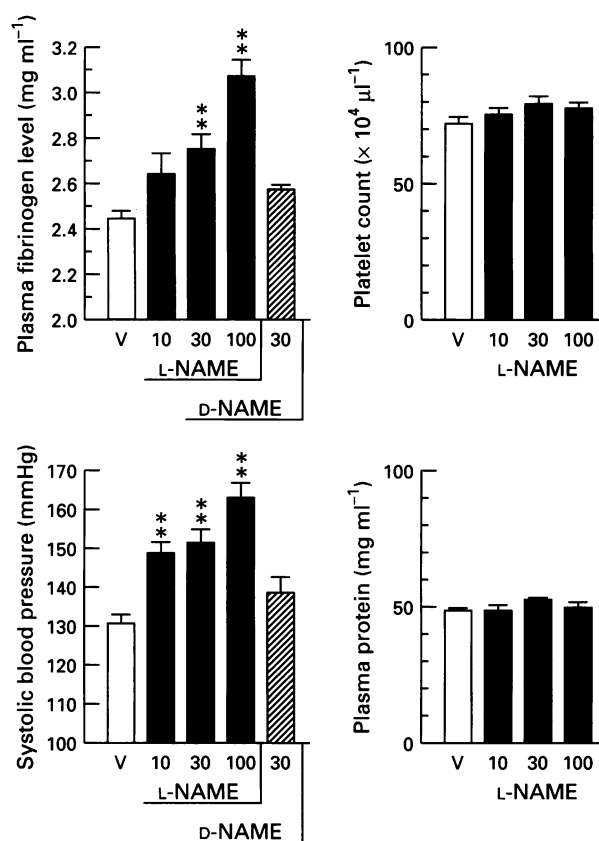 Plasma fibrinogen level (mg ml⁻¹)
3.2
3.0
2.8
2.6
2.4
2.2
2.0
** **
V 10 30 100 30
L-NAME
D-NAME
Platelet count (× 10⁴ μl⁻¹)
100
50
0
V 10 30 100
L-NAME
Systolic blood pressure (mmHg)
170
160
150
140
130
120
110
100
** ** **
V 10 30 100 30
L-NAME
D-NAME
Plasma protein (mg ml⁻¹)
100
50
0
V 10 30 100
L-NAME